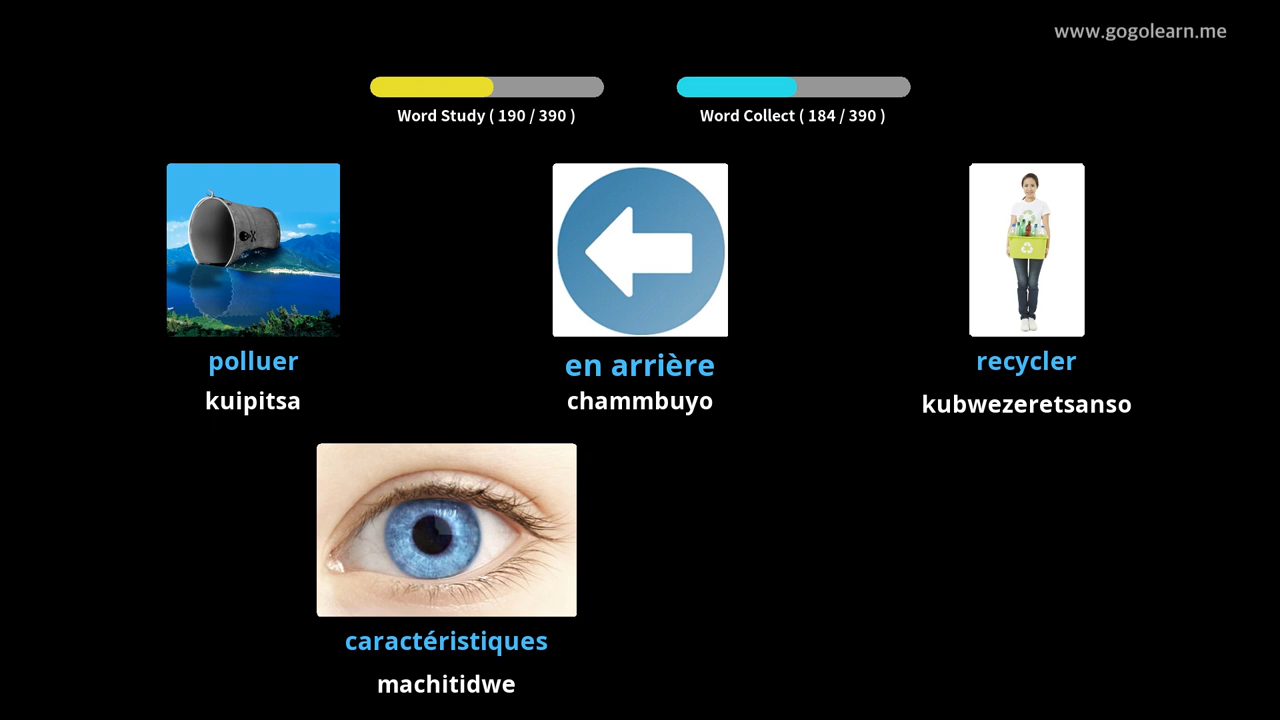 www.gogolearn.me
Word Study ( 190 / 390 )
Word Collect ( 184 / 390 )
polluer
en arrière
recycler
kuipitsa
chammbuyo
kubwezeretsanso
caractéristiques
machitidwe